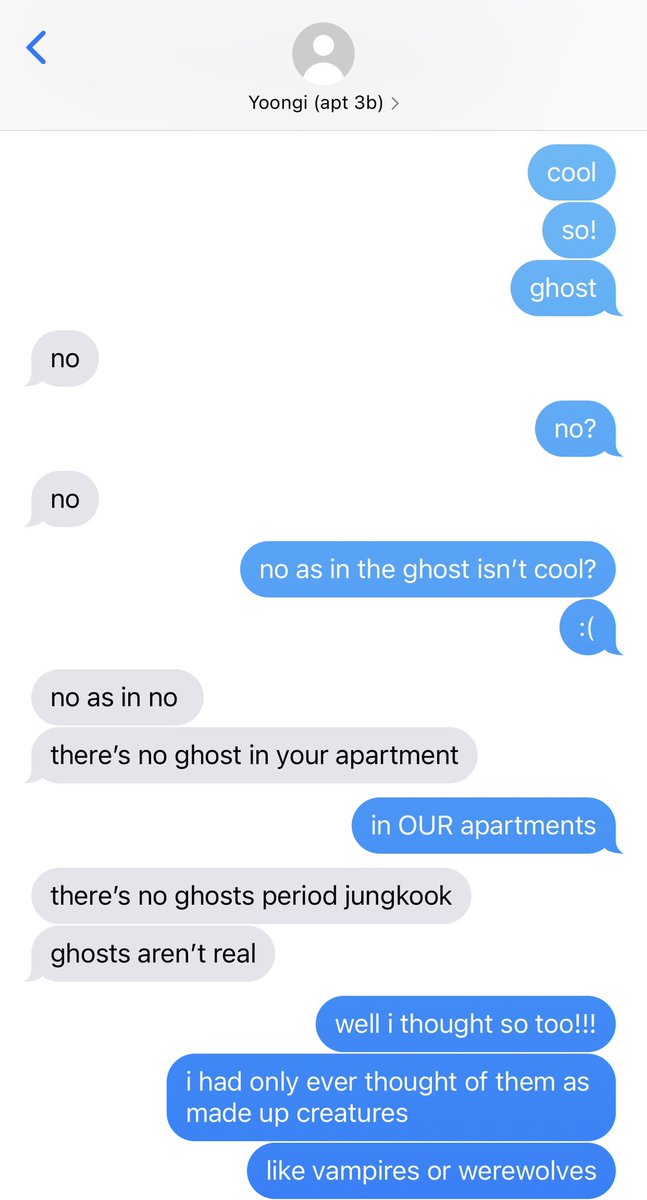 Yoongi (apt 3b)
cool
so!
ghost
no
no?
no
no as in the ghost isn’t cool?
:(
no as in no
there’s no ghost in your apartment
in OUR apartments
there’s no ghosts period jungkook
ghosts aren’t real
well i thought so too!!!
i had only ever thought of them as
made up creatures
like vampires or werewolves